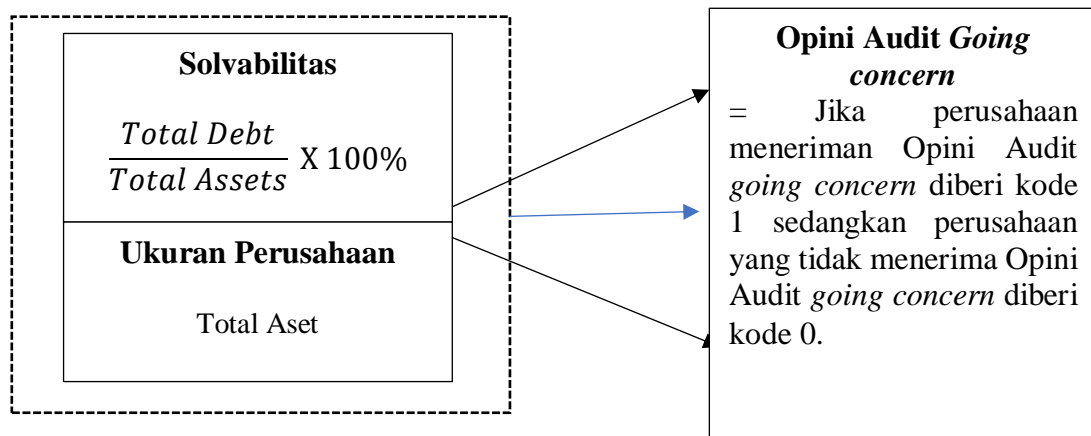 Solvabilitas
Total Debt
Total Assets X 100%
Ukuran Perusahaan
Total Aset
Opini Audit Going
concern
= Jika perusahaan
meneriman Opini Audit
going concern diberi kode
1 sedangkan perusahaan
yang tidak menerima Opini
Audit going concern diberi
kode 0.